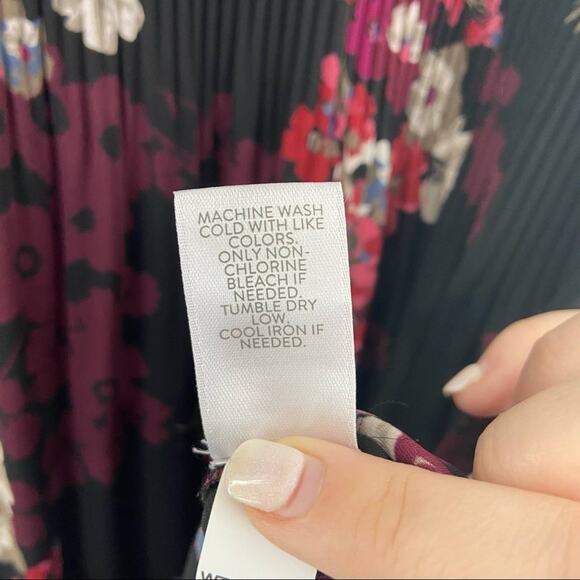 MACHINE WASH
COLD WITH LIKE
COLORS.
ONLY NON-
CHLORINE
BLEACH IF
NEEDED.
TUMBLE DRY
LOW.
COOL IRON IF
NEEDED.